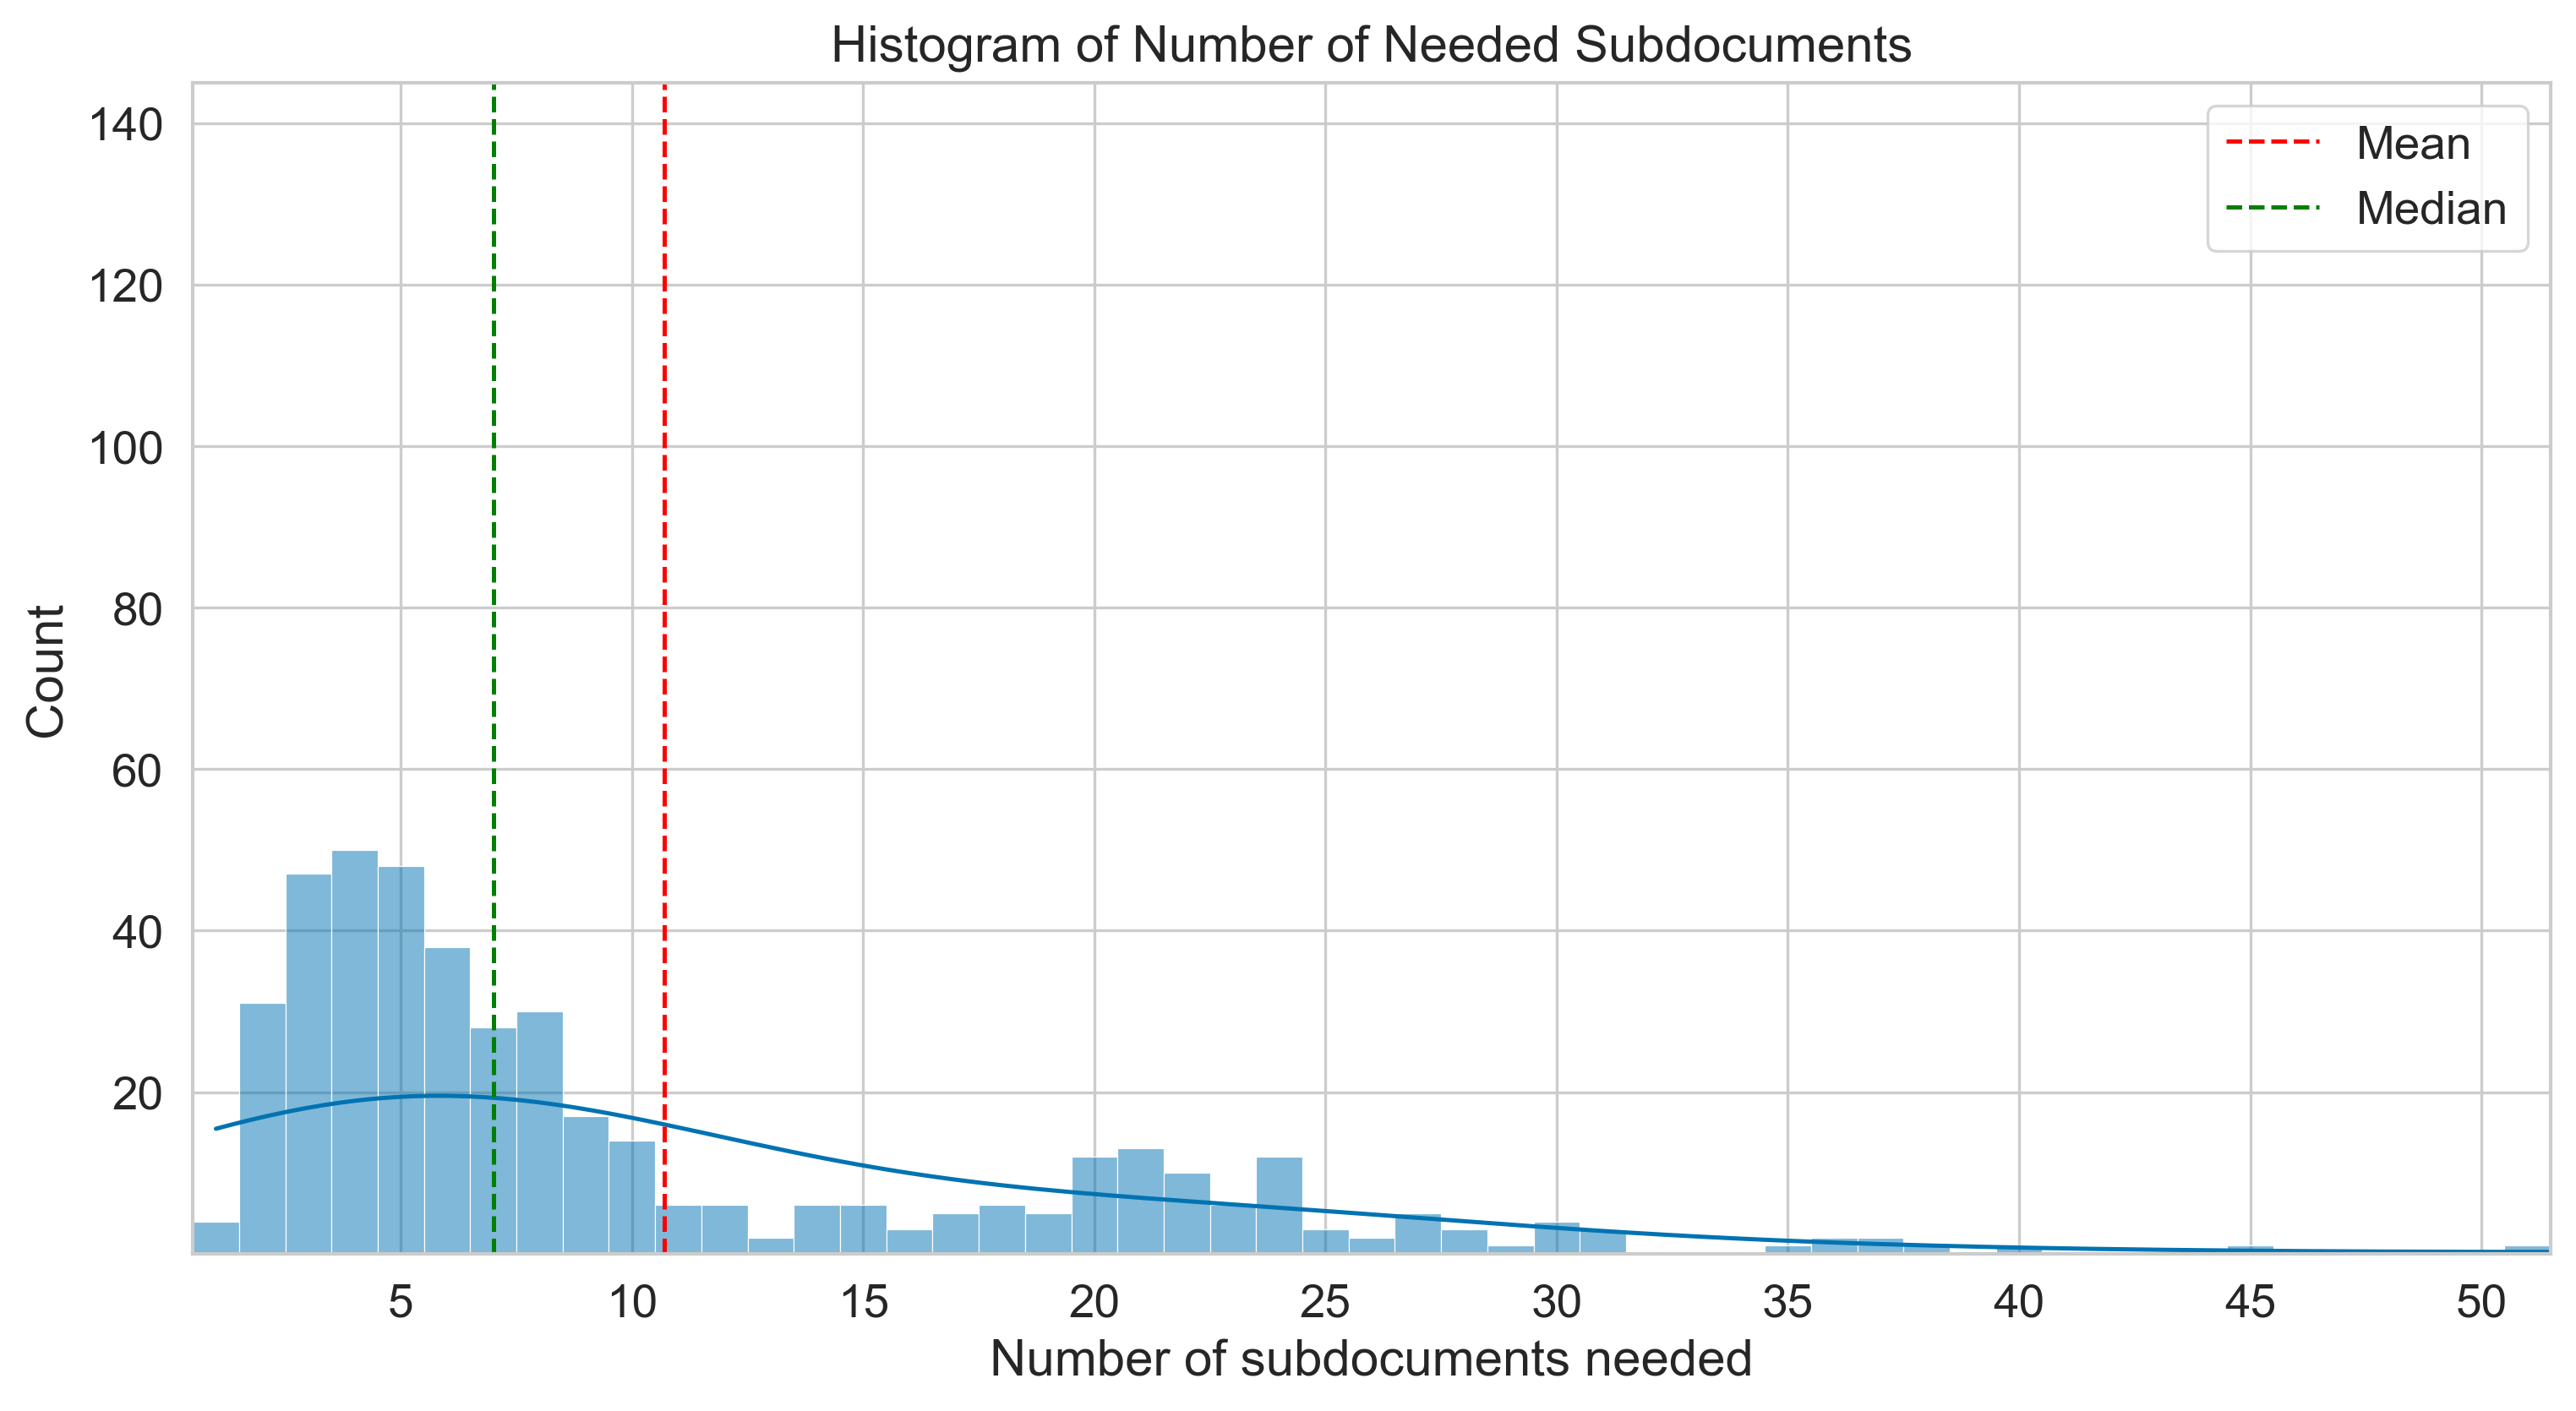 Histogram of Number of Needed Subdocuments
Mean
Median
140
120
100
80
60
40
20
Count
5 10 15 20 25 30 35 40 45 50
Number of subdocuments needed